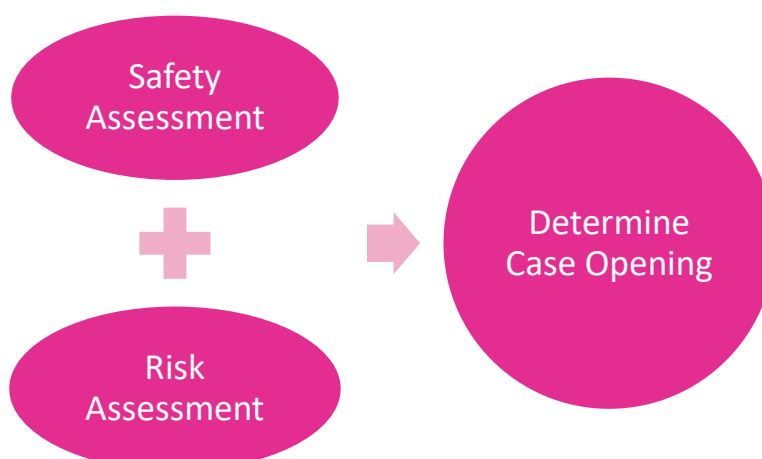 Safety
Assessment
Risk
Assessment
Determine
Case Opening